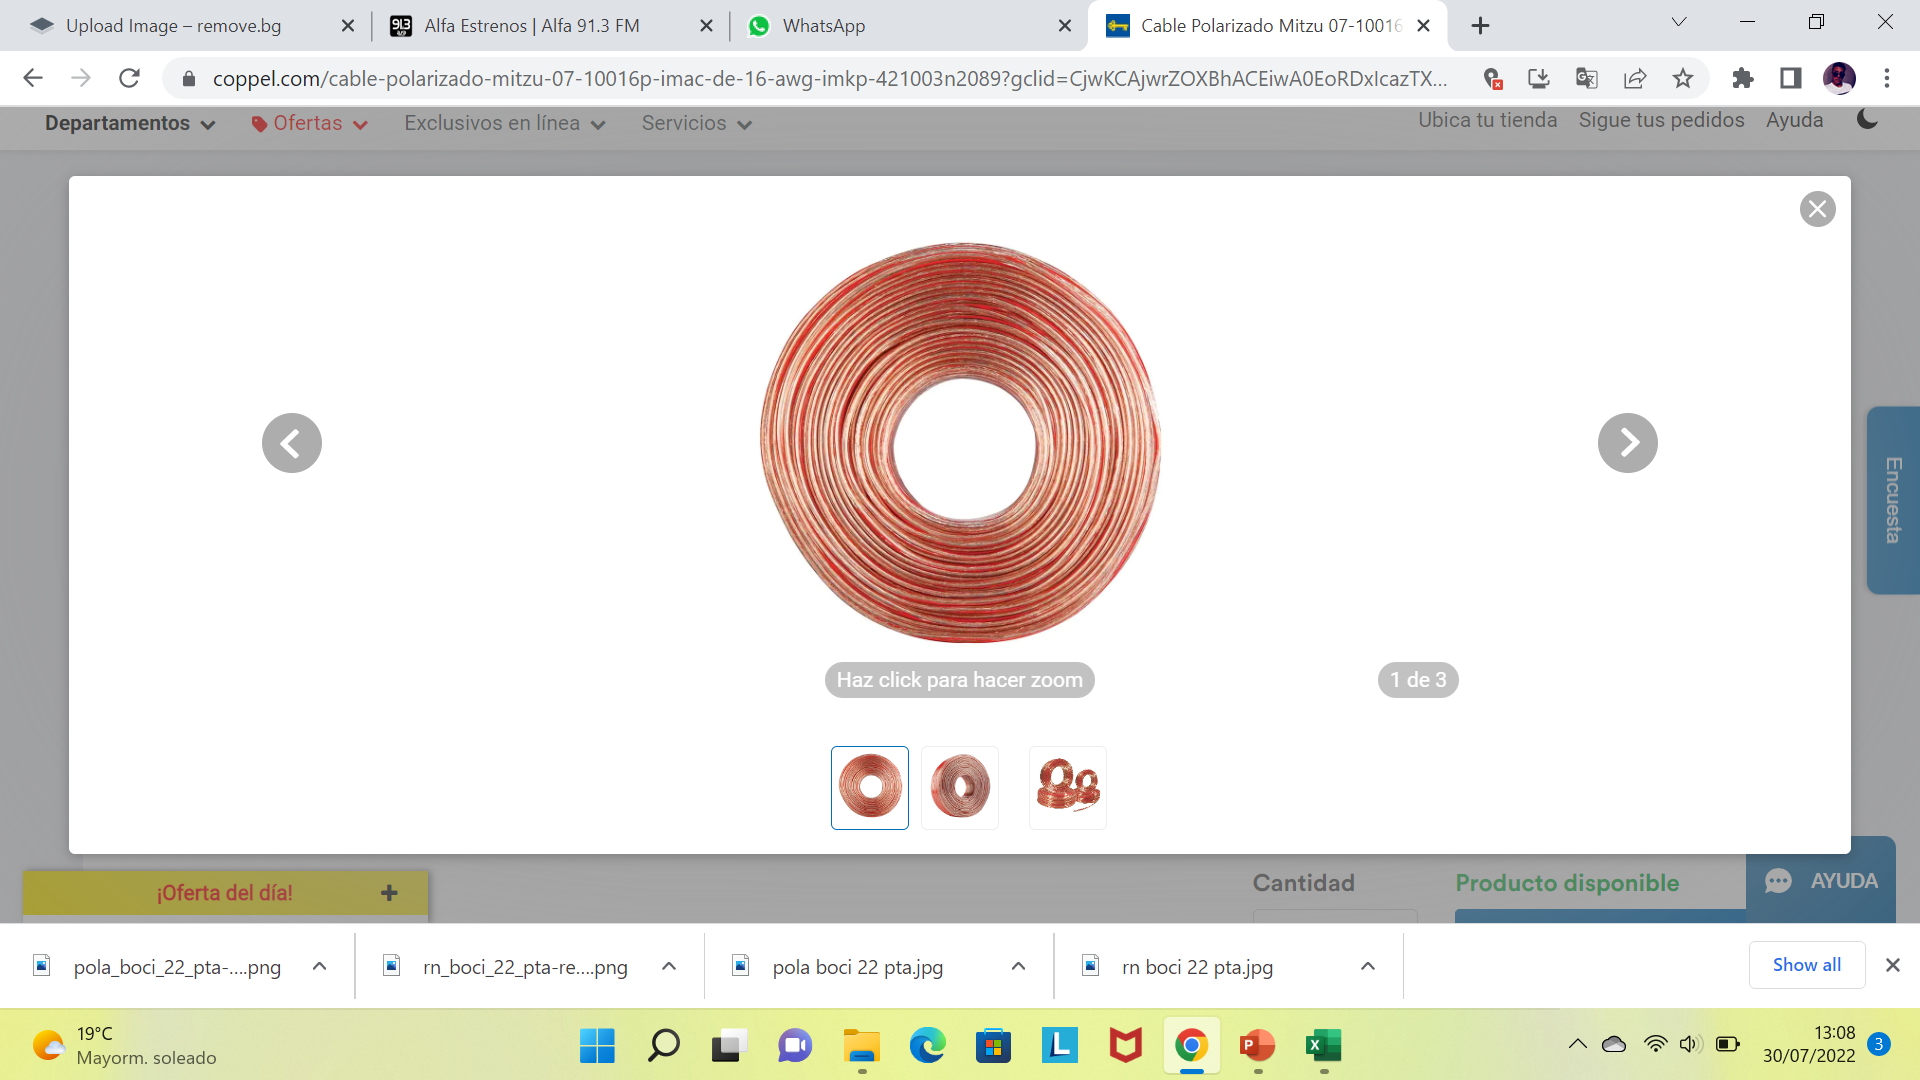 Upload Image – remove.bg
Alfa Estrenos | Alfa 91.3 FM
WhatsApp
Cable Polarizado Mitzu 07-10016
coppel.com/cable-polarizado-mitzu-07-10016p-imac-de-16-awg-imkp-421003n2089?gclid=CjwKCAjwrZOXBhACEiwA0EoRDxIcazTX...
Departamentos
Ofertas
Exclusivos en línea
Servicios
Ubica tu tienda
Sigue tus pedidos
Ayuda
Encuesta
Haz click para hacer zoom
1 de 3
¡Oferta del día!
Cantidad
Producto disponible
AYUDA
pola_boci_22_pta-....png
rn_boci_22_pta-re....png
pola boci 22 pta.jpg
rn boci 22 pta.jpg
Show all
19°C
Mayorm. soleado
13:08
30/07/2022
3